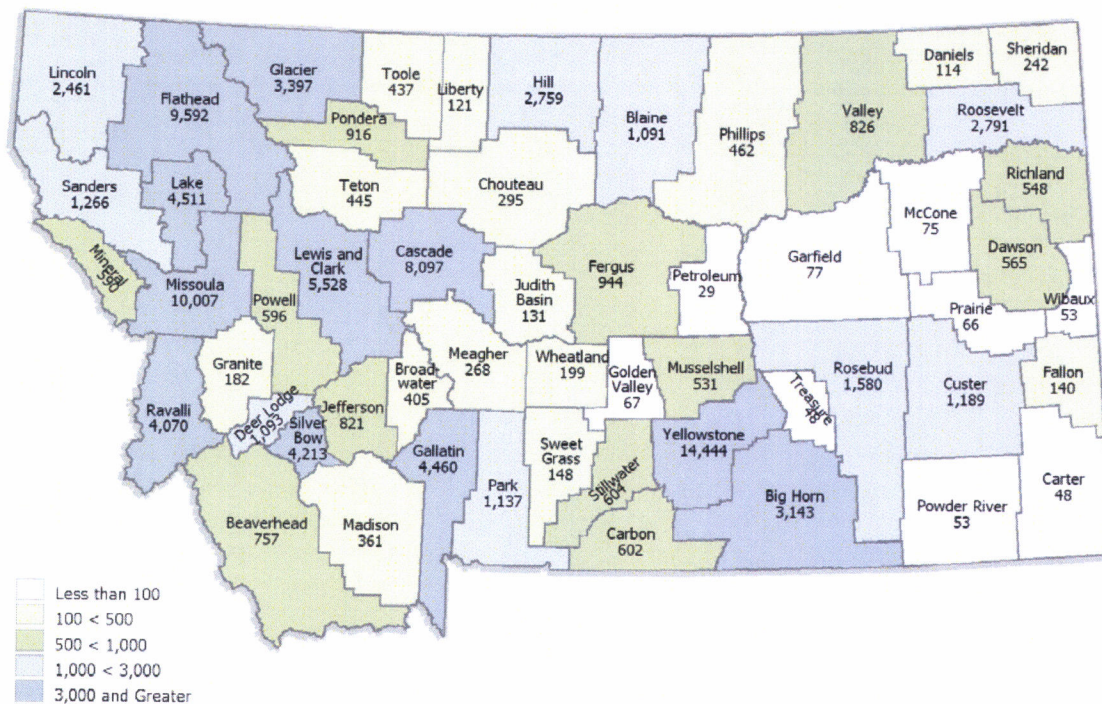 Lincoln
2,461
Flathead
9,592
Glacier
3,397
Toole
437
Liberty
121
Hill
2,759
Blaine
1,091
Phillips
462
Valley
826
Daniels
114
Sheridan
242
Roosevelt
2,791
Pondera
916
Teton
445
Chouteau
295
Sanders
1,266
Lake
4,511
Mineral
590
Missoula
10,007
Powell
596
Lewis and
Clark
5,528
Cascade
8,097
Judith
Basin
131
Fergus
944
Petroleum
29
Garfield
77
McCone
75
Richland
548
Dawson
565
Prairie
66
Wibaux
53
Granite
182
Ravalli
4,070
Deer Lodge
1,093
Silver
Bow
4,213
Jefferson
821
Broad-
water
405
Meagher
268
Wheatland
199
Golden
Valley
67
Musselshell
531
Treasure
48
Rosebud
1,580
Custer
1,189
Fallon
140
Gallatin
4,460
Park
1,137
Sweet
Grass
148
Stillwater
604
Yellowstone
14,444
Big Horn
3,143
Powder River
53
Carter
48
Beaverhead
757
Madison
361
Carbon
602
Less than 100
100 < 500
500 < 1,000
1,000 < 3,000
3,000 and Greater